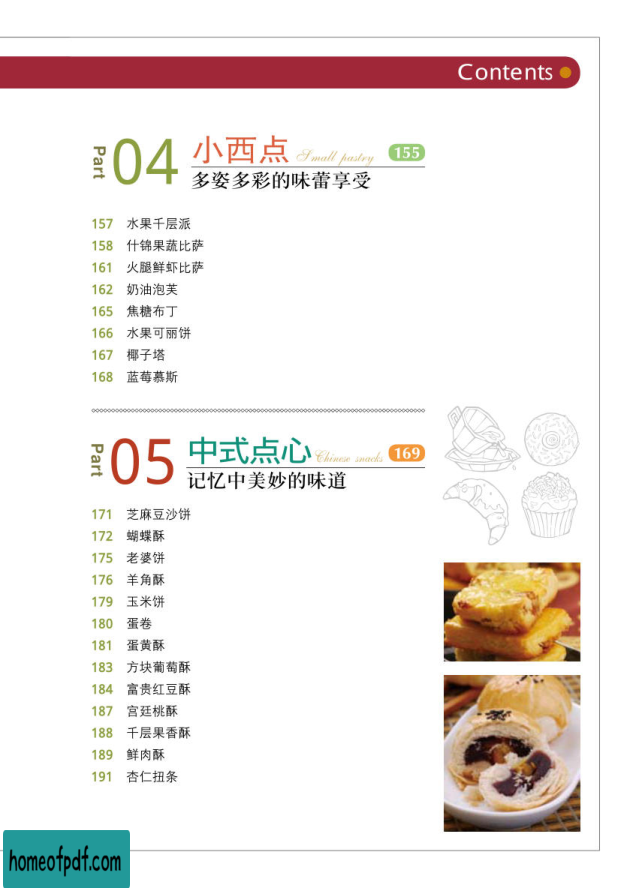 Contents
Part 04 小西点 Small pastry 155
多姿多彩的味蕾享受
157 水果千层派
158 什锦果蔬比萨
161 火腿鲜虾比萨
162 奶油泡芙
165 焦糖布丁
166 水果可丽饼
167 椰子塔
168 蓝莓慕斯
Part 05 中式点心 Chinese snacks 169
记忆中美妙的味道
171 芝麻豆沙饼
172 蝴蝶酥
175 老婆饼
176 羊角酥
179 玉米饼
180 蛋卷
181 蛋黄酥
183 方块葡萄酥
184 富贵红豆酥
187 宫廷桃酥
188 千层果香酥
189 鲜肉酥
191 杏仁扭条
homeofpdf.com